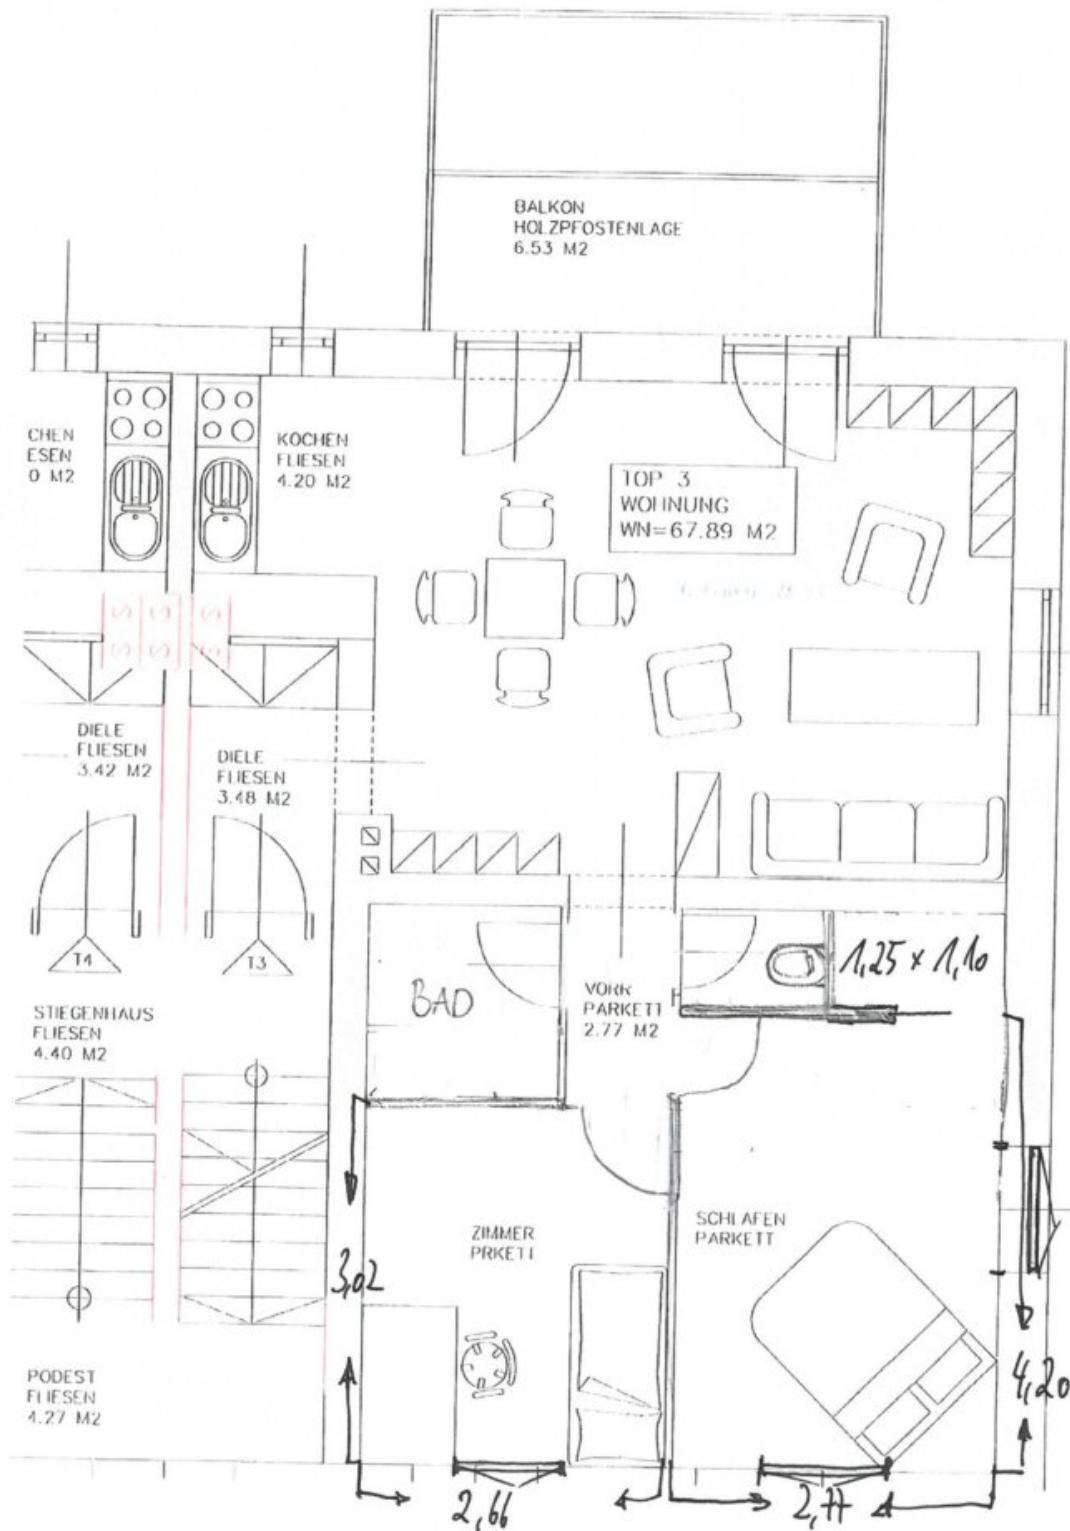 BALKON
HOLZPFOSTENLAGE
6.53 M2
CHEN
ESEN
0 M2
KOCHEN
FLIESEN
4.20 M2
TOP 3
WOHNUNG
WN=67.89 M2
DIELE
FLIESEN
3.42 M2
DIELE
FLIESEN
3.48 M2
T4
T3
STIEGENHAUS
FLIESEN
4.40 M2
BAD
VORR
PARKETT
2.77 M2
1,25 x 1,10
ZIMMER
PRKETT
SCHLAFEN
PARKETT
3,02
4,20
PODEST
FLIESEN
4.27 M2
2,66
2,77